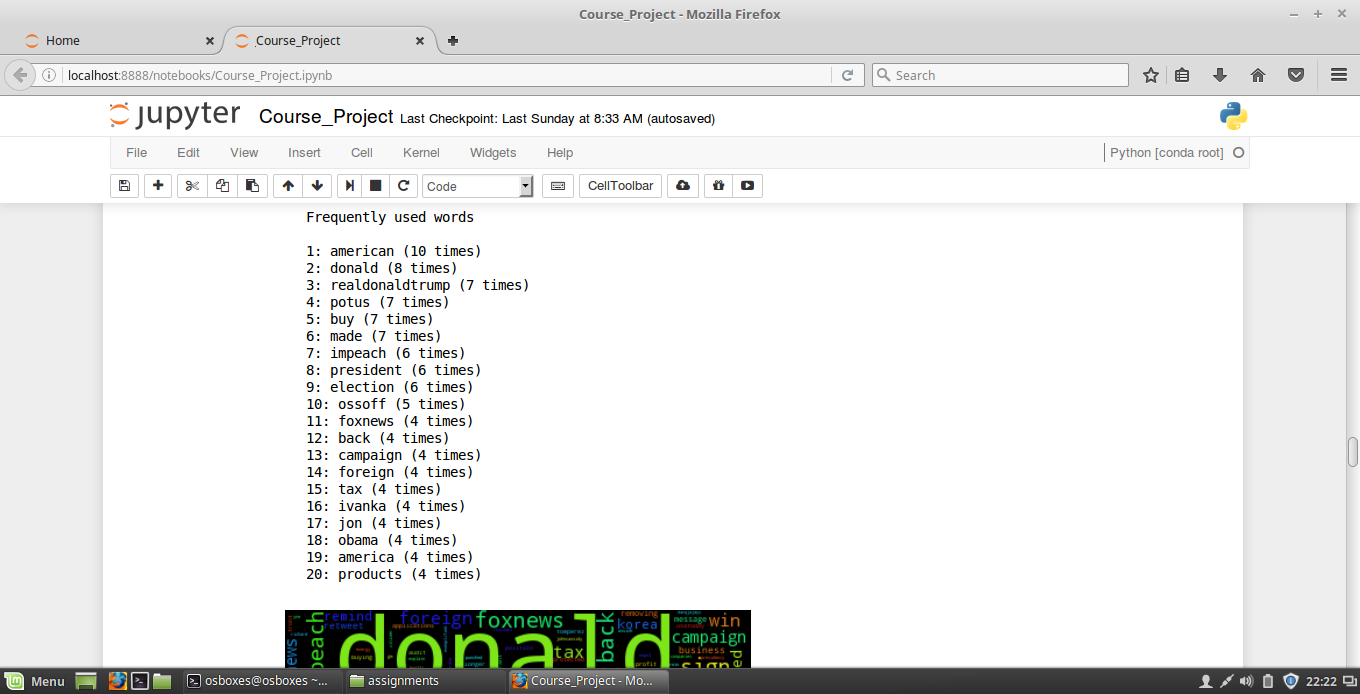 Course_Project - Mozilla Firefox
Home
Course_Project
localhost:8888/notebooks/Course_Project.ipynb
Search
jupyter
Course_Project
Last Checkpoint: Last Sunday at 8:33 AM (autosaved)
File Edit View Insert Cell Kernel Widgets Help
Python [conda root]
Code
CellToolbar
Frequently used words
1: american (10 times)
2: donald (8 times)
3: realdonaldtrump (7 times)
4: potus (7 times)
5: buy (7 times)
6: made (7 times)
7: impeach (6 times)
8: president (6 times)
9: election (6 times)
10: ossoff (5 times)
11: foxnews (4 times)
12: back (4 times)
13: campaign (4 times)
14: foreign (4 times)
15: tax (4 times)
16: ivanka (4 times)
17: jon (4 times)
18: obama (4 times)
19: america (4 times)
20: products (4 times)
remind
foreign
foxnews
back
removing
message
win
retweet
applications
korea
campaign
donald
tax
business
profit
buying
audit
Menu
osboxes@osboxes ~...
assignments
Course_Project - Mo...
22:22